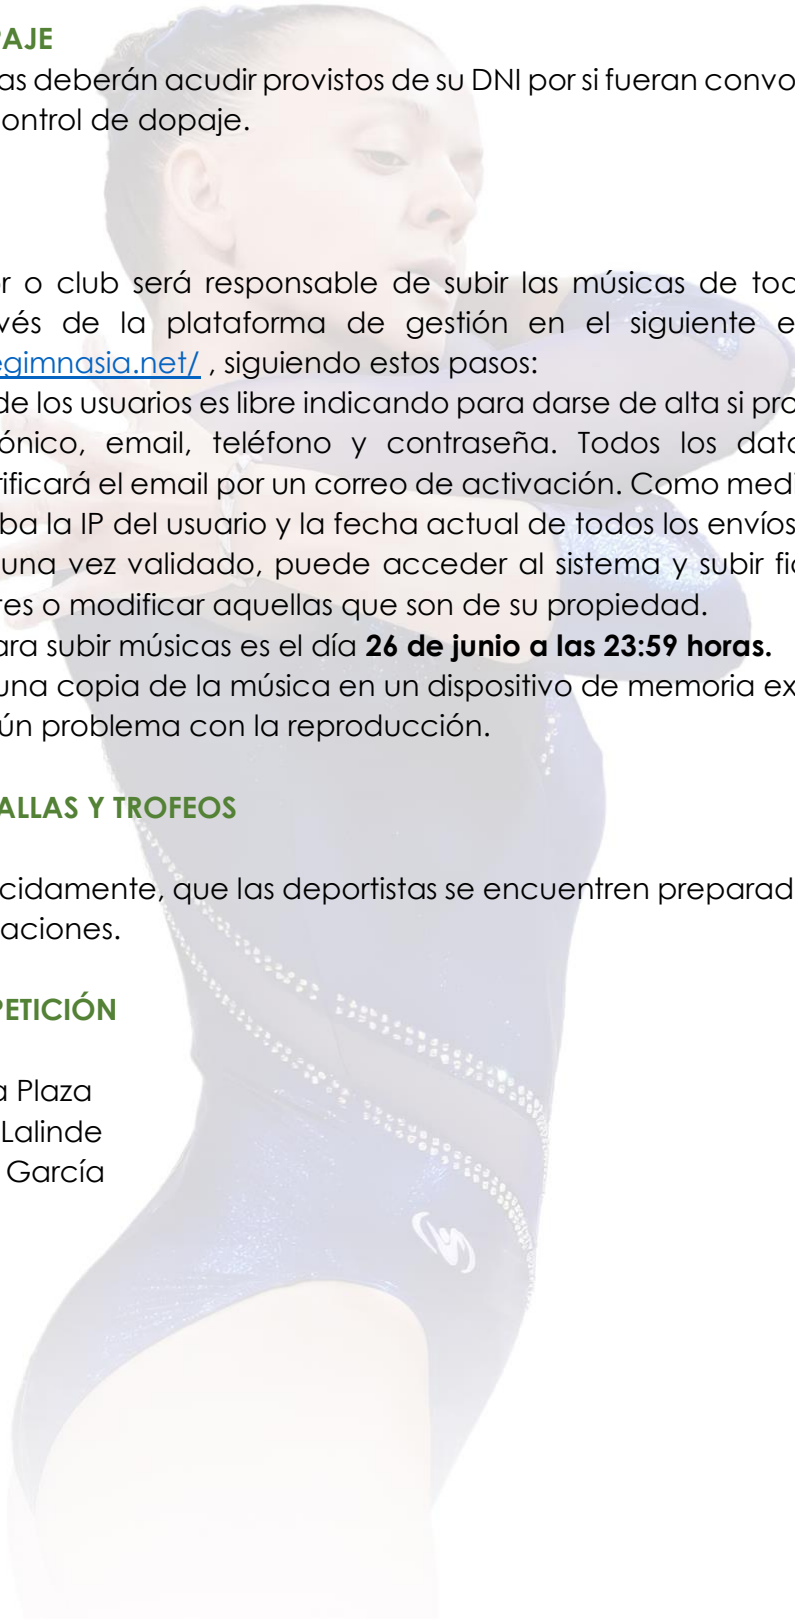 PAJE
as deberán acudir provistos de su DNI por si fueran convo
ontrol de dopaje.
r o club será responsable de subir las músicas de tod
vés de la plataforma de gestión en el siguiente e
egimnasia.net/ , siguiendo estos pasos:
de los usuarios es libre indicando para darse de alta si pro
ónico, email, teléfono y contraseña. Todos los dato
rificará el email por un correo de activación. Como medi
ba la IP del usuario y la fecha actual de todos los envíos
una vez validado, puede acceder al sistema y subir fic
res o modificar aquellas que son de su propiedad.
ara subir músicas es el día 26 de junio a las 23:59 horas.
una copia de la música en un dispositivo de memoria ex
ún problema con la reproducción.
ALLAS Y TROFEOS
cidamente, que las deportistas se encuentren preparad
aciones.
PETICIÓN
a Plaza
Lalinde
García